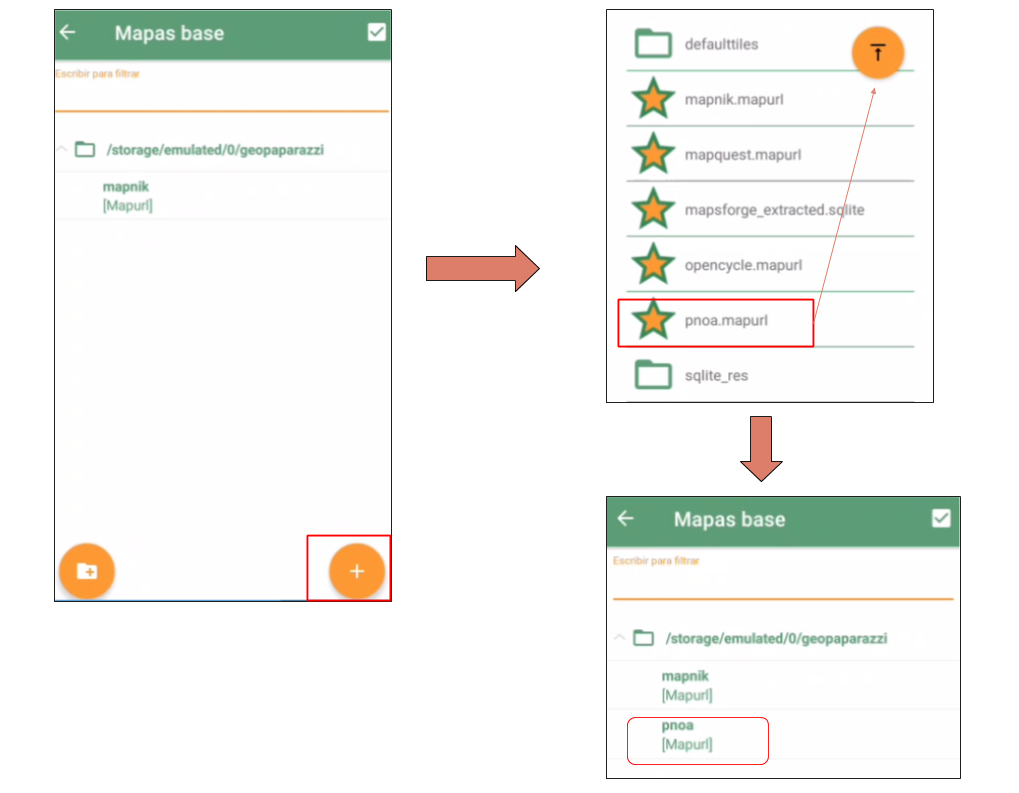 Mapas base
Escribir para filtrar
/storage/emulated/0/geopaparazzi
mapnik
[Mapurl]
defaulttiles
mapnik.mapurl
mapquest.mapurl
mapsforge_extracted.sqlite
opencycle.mapurl
pnoa.mapurl
sqlite_res
Mapas base
Escribir para filtrar
/storage/emulated/0/geopaparazzi
mapnik
[Mapurl]
pnoa
[Mapurl]